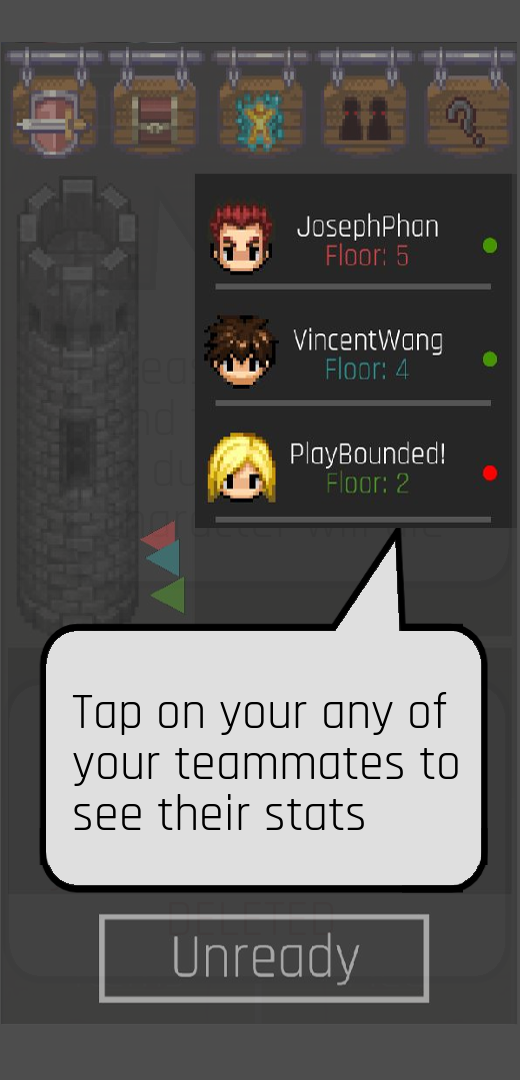 JosephPhan
Floor: 5
VincentWang
Floor: 4
PlayBounded!
Floor: 2
Tap on your any of
your teammates to
see their stats
DELETED
Unready